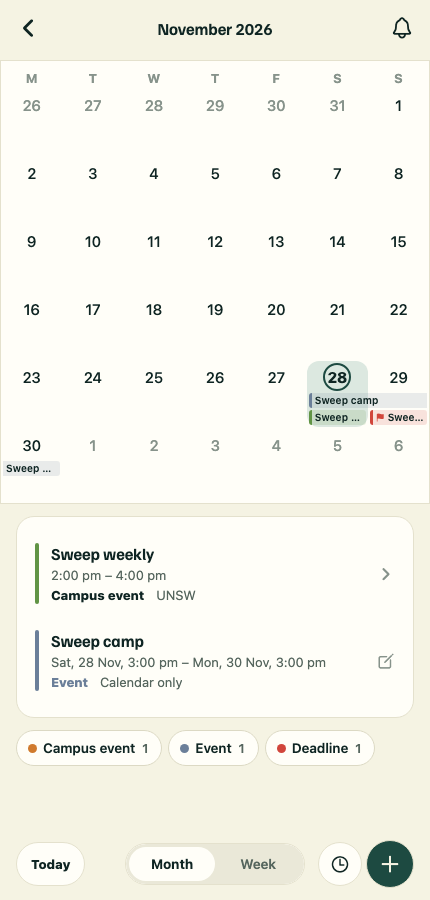 November 2026
M T W T F S S
26 27 28 29 30 31 1
2 3 4 5 6 7 8
9 10 11 12 13 14 15
16 17 18 19 20 21 22
23 24 25 26 27 28 29
Sweep camp
Sweep ... Swee...
30 1 2 3 4 5 6
Sweep ...
Sweep weekly
2:00 pm – 4:00 pm
Campus event UNSW
Sweep camp
Sat, 28 Nov, 3:00 pm – Mon, 30 Nov, 3:00 pm
Event Calendar only
Campus event 1 Event 1 Deadline 1
Today Month Week